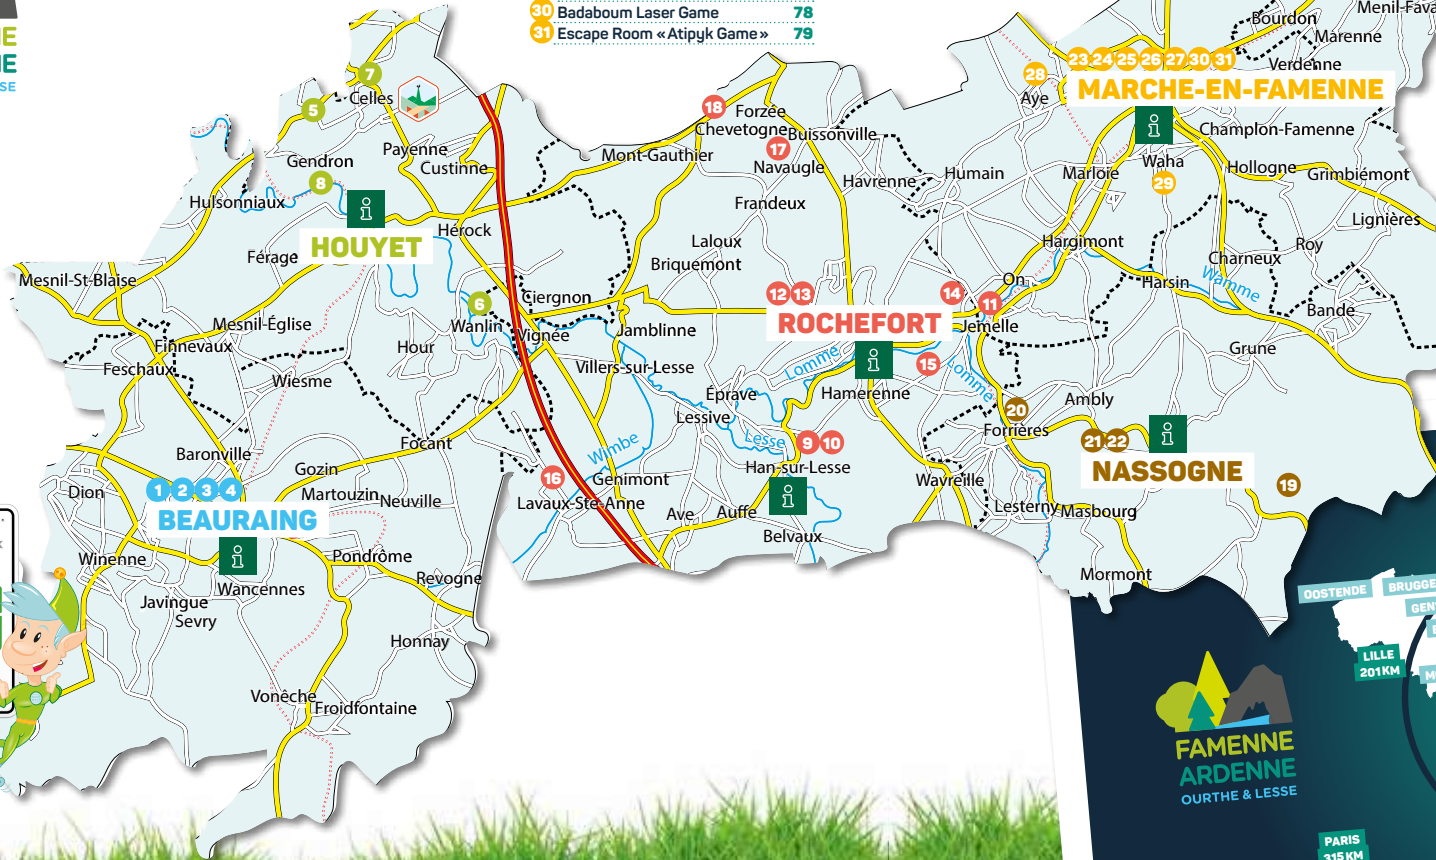 30 Badaboum Laser Game 78
31 Escape Room «Atipyk Game» 79
SE
Bourdon
Marenne
Verdenne
23 24 25 26 27 30 31
MARCHE-EN-FAMENNE
28
Aye
7
Celles
5
18
Forzée
Chevetogne
Buissonville
Champlon-Famenne
Payenne
Custinne
Gendron
8
Mont-Gauthier
17
Navaugle
Havrenne
Humain
Marloie
Waha
29
Hollogne
Grimbiémont
Hulsonniaux
Frandeux
Lignières
Hérock
HOUYET
Férage
Laloux
Briquemont
Hargimont
Roy
Charneux
Mesnil-St-Blaise
On
Harsin
Wamme
Bande
6
Wanlin
Ciergnon
12 13
14
11
ROCHEFORT
Jemelle
Mesnil-Église
Vignée
Jamblinne
Finnevaux
Hour
Grune
Feschaux
Wiesme
Villers-sur-Lesse
Lomme
15
Lomme
Éprave
Hamerenne
Ambly
Lessive
20
Forrières
21 22
Focant
Wimbe
Lesse
9 10
Baronville
Gozin
Han-sur-Lesse
NASSOGNE
16
Genimont
Wavreille
19
Dion
1 2 3 4
Martouzin
Neuville
Lavaux-Ste-Anne
Ave
Auffe
Lesterny
Masbourg
BEAURAING
Belvaux
Winenne
Pondrôme
Mormont
Revogne
Wancennes
Javingue
Sevry
Honnay
Vonêche
Froidfontaine
OOSTENDE
BRUGGE
LILLE
201 KM
FAMENNE
ARDENNE
OURTHE & LESSE
PARIS
315 KM